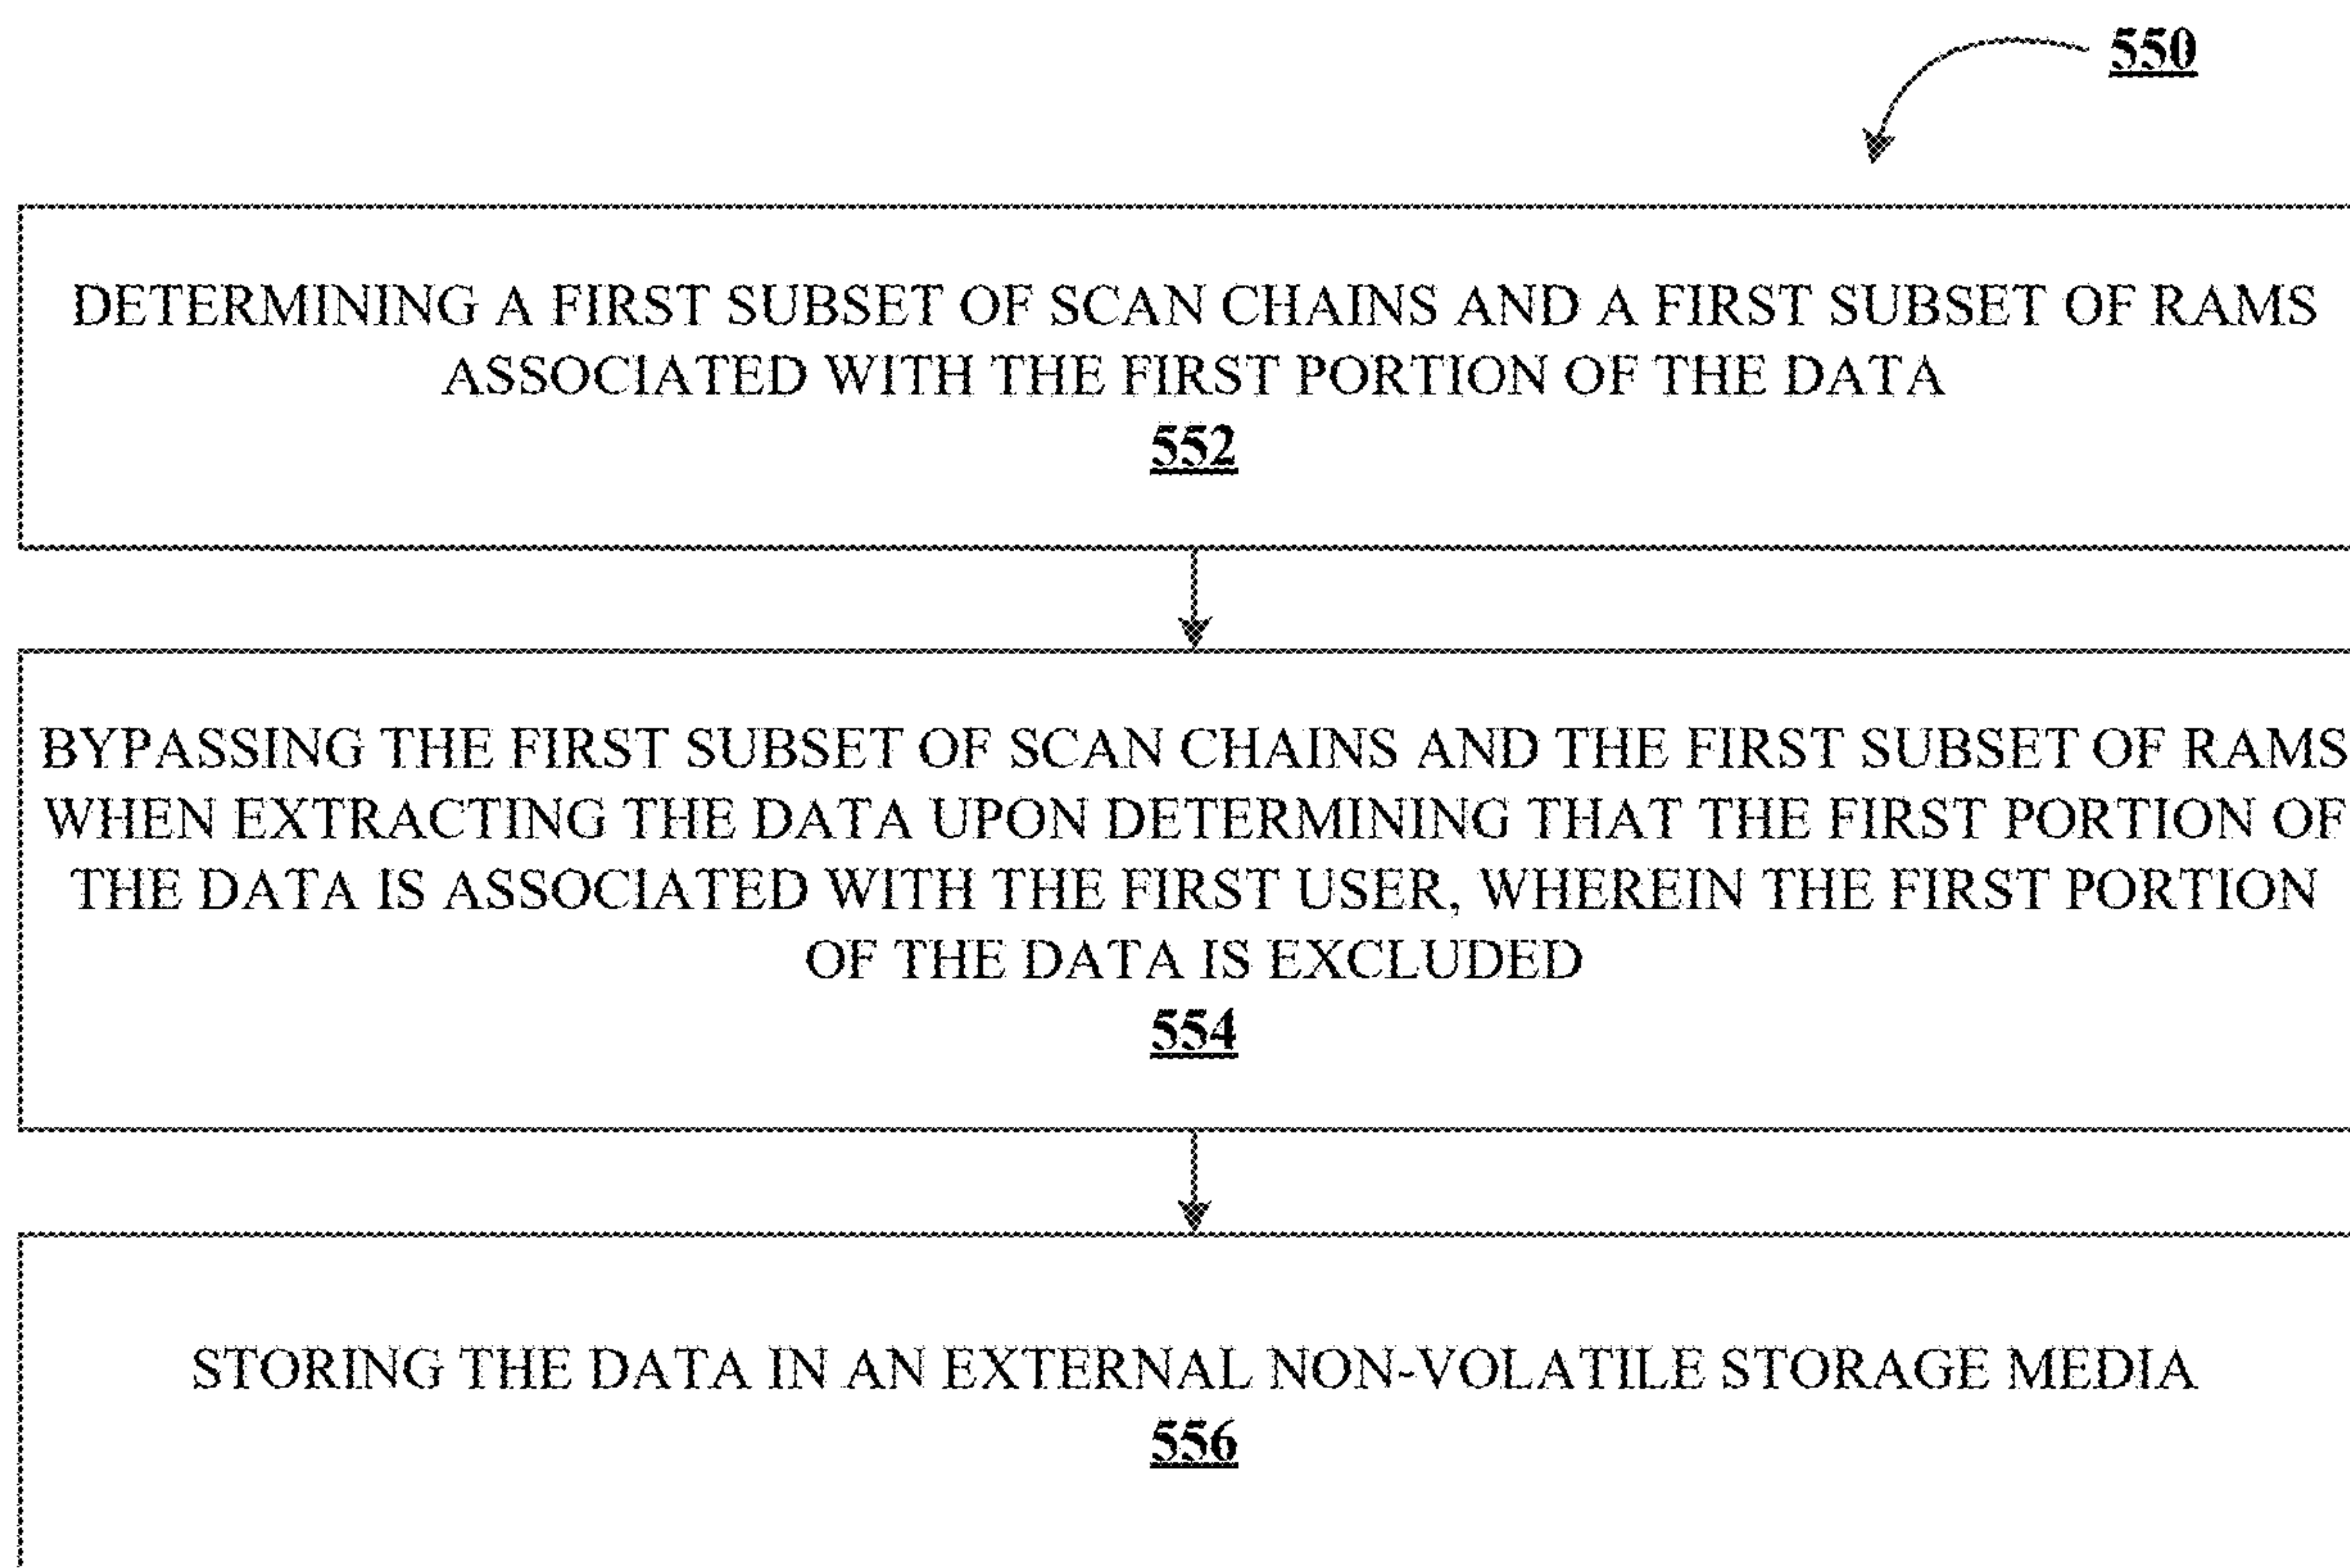 550
DETERMINING A FIRST SUBSET OF SCAN CHAINS AND A FIRST SUBSET OF RAMS
ASSOCIATED WITH THE FIRST PORTION OF THE DATA
552
BYPASSING THE FIRST SUBSET OF SCAN CHAINS AND THE FIRST SUBSET OF RAMS
WHEN EXTRACTING THE DATA UPON DETERMINING THAT THE FIRST PORTION OF
THE DATA IS ASSOCIATED WITH THE FIRST USER, WHEREIN THE FIRST PORTION
OF THE DATA IS EXCLUDED
554
STORING THE DATA IN AN EXTERNAL NON-VOLATILE STORAGE MEDIA
556